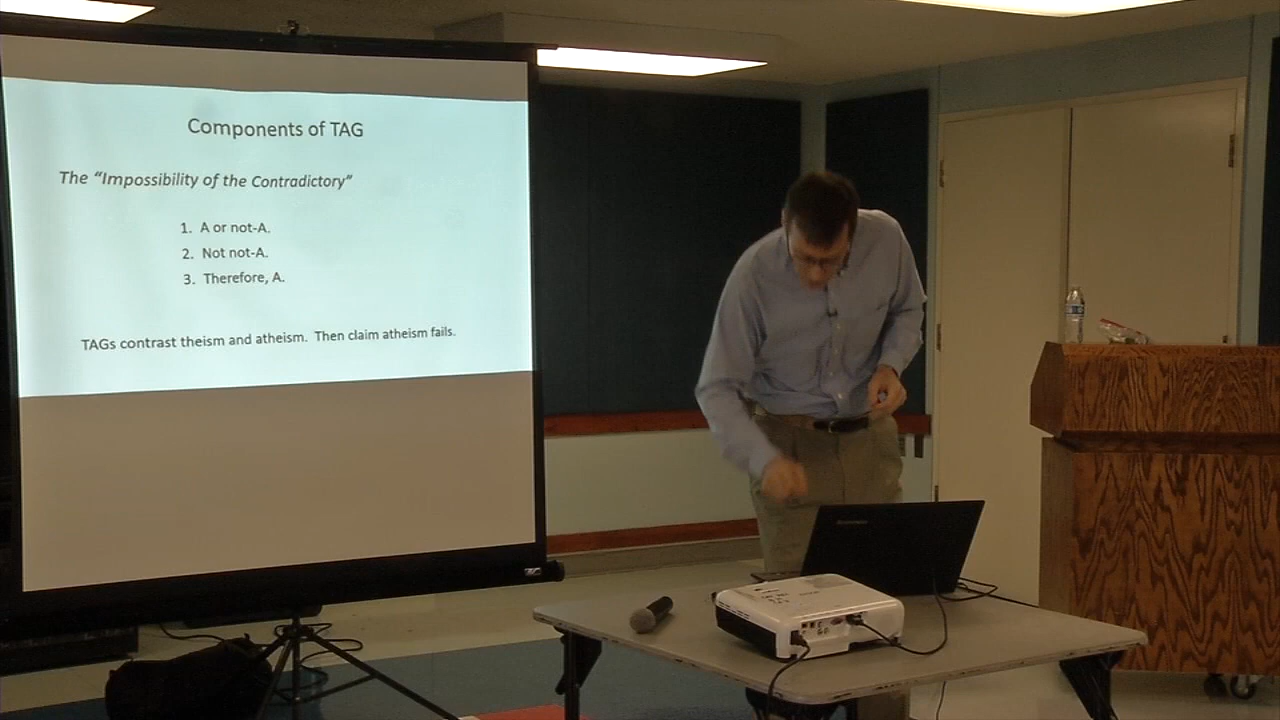 Components of TAG
The “Impossibility of the Contradictory”
1. A or not-A.
2. Not not-A.
3. Therefore, A.
TAGs contrast theism and atheism. Then claim atheism fails.